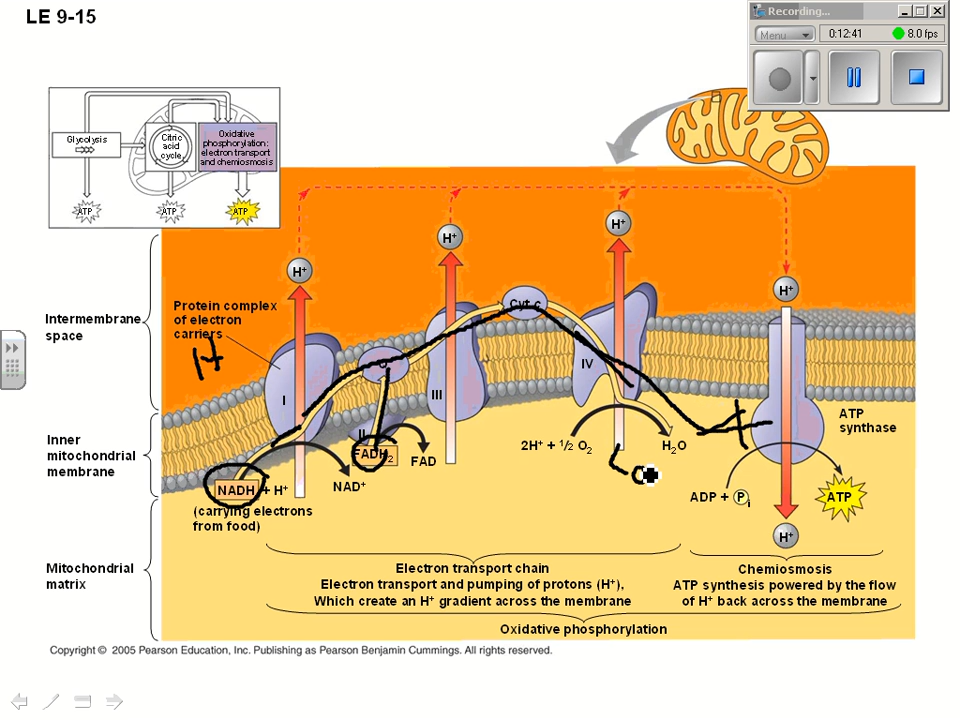 LE 9-15
Recording...
Menu
0:12:41
8.0 fps
Glycolysis
Citric
acid
cycle
Oxidative
phosphorylation:
electron transport
and chemiosmosis
ATP
ATP
ATP
H+
H+
H+
H+
Intermembrane
space
Protein complex
of electron
carriers
H
Cyt c
Q
I
II
III
IV
ATP
synthase
Inner
mitochondrial
membrane
FADH2
FAD
2H+ + 1/2 O2
H2O
NADH + H+
NAD+
ADP + Pi
ATP
(carrying electrons
from food)
H+
Mitochondrial
matrix
Electron transport chain
Electron transport and pumping of protons (H+),
Which create an H+ gradient across the membrane
Chemiosmosis
ATP synthesis powered by the flow
of H+ back across the membrane
Oxidative phosphorylation
Copyright © 2005 Pearson Education, Inc. Publishing as Pearson Benjamin Cummings. All rights reserved.